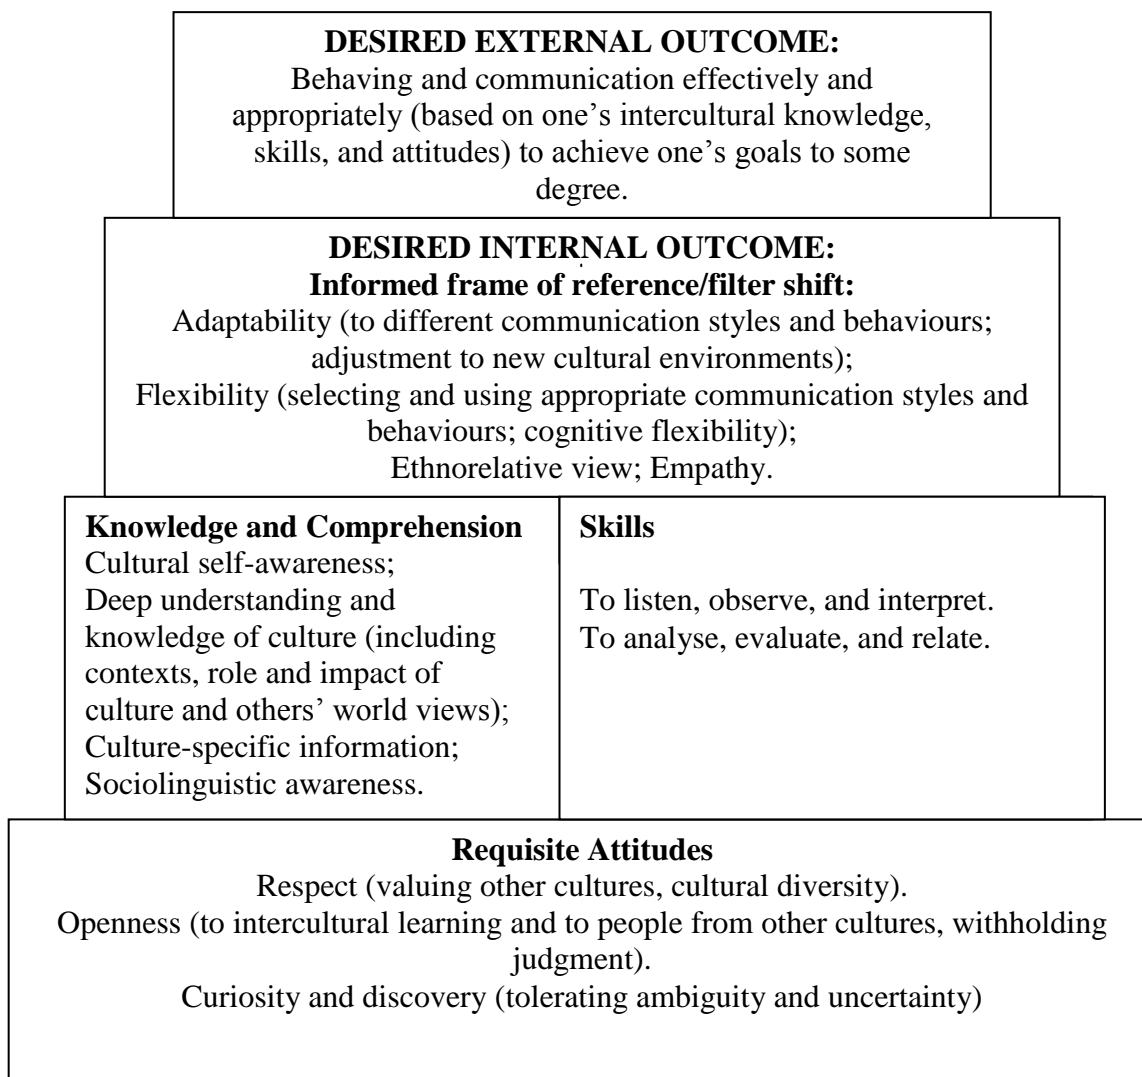 DESIRED EXTERNAL OUTCOME:
Behaving and communication effectively and
appropriately (based on one’s intercultural knowledge,
skills, and attitudes) to achieve one’s goals to some
degree.
DESIRED INTERNAL OUTCOME:
Informed frame of reference/filter shift:
Adaptability (to different communication styles and behaviours;
adjustment to new cultural environments);
Flexibility (selecting and using appropriate communication styles and
behaviours; cognitive flexibility);
Ethnorelative view; Empathy.
Knowledge and Comprehension
Cultural self-awareness;
Deep understanding and
knowledge of culture (including
contexts, role and impact of
culture and others’ world views);
Culture-specific information;
Sociolinguistic awareness.
Skills
To listen, observe, and interpret.
To analyse, evaluate, and relate.
Requisite Attitudes
Respect (valuing other cultures, cultural diversity).
Openness (to intercultural learning and to people from other cultures, withholding
judgment).
Curiosity and discovery (tolerating ambiguity and uncertainty)